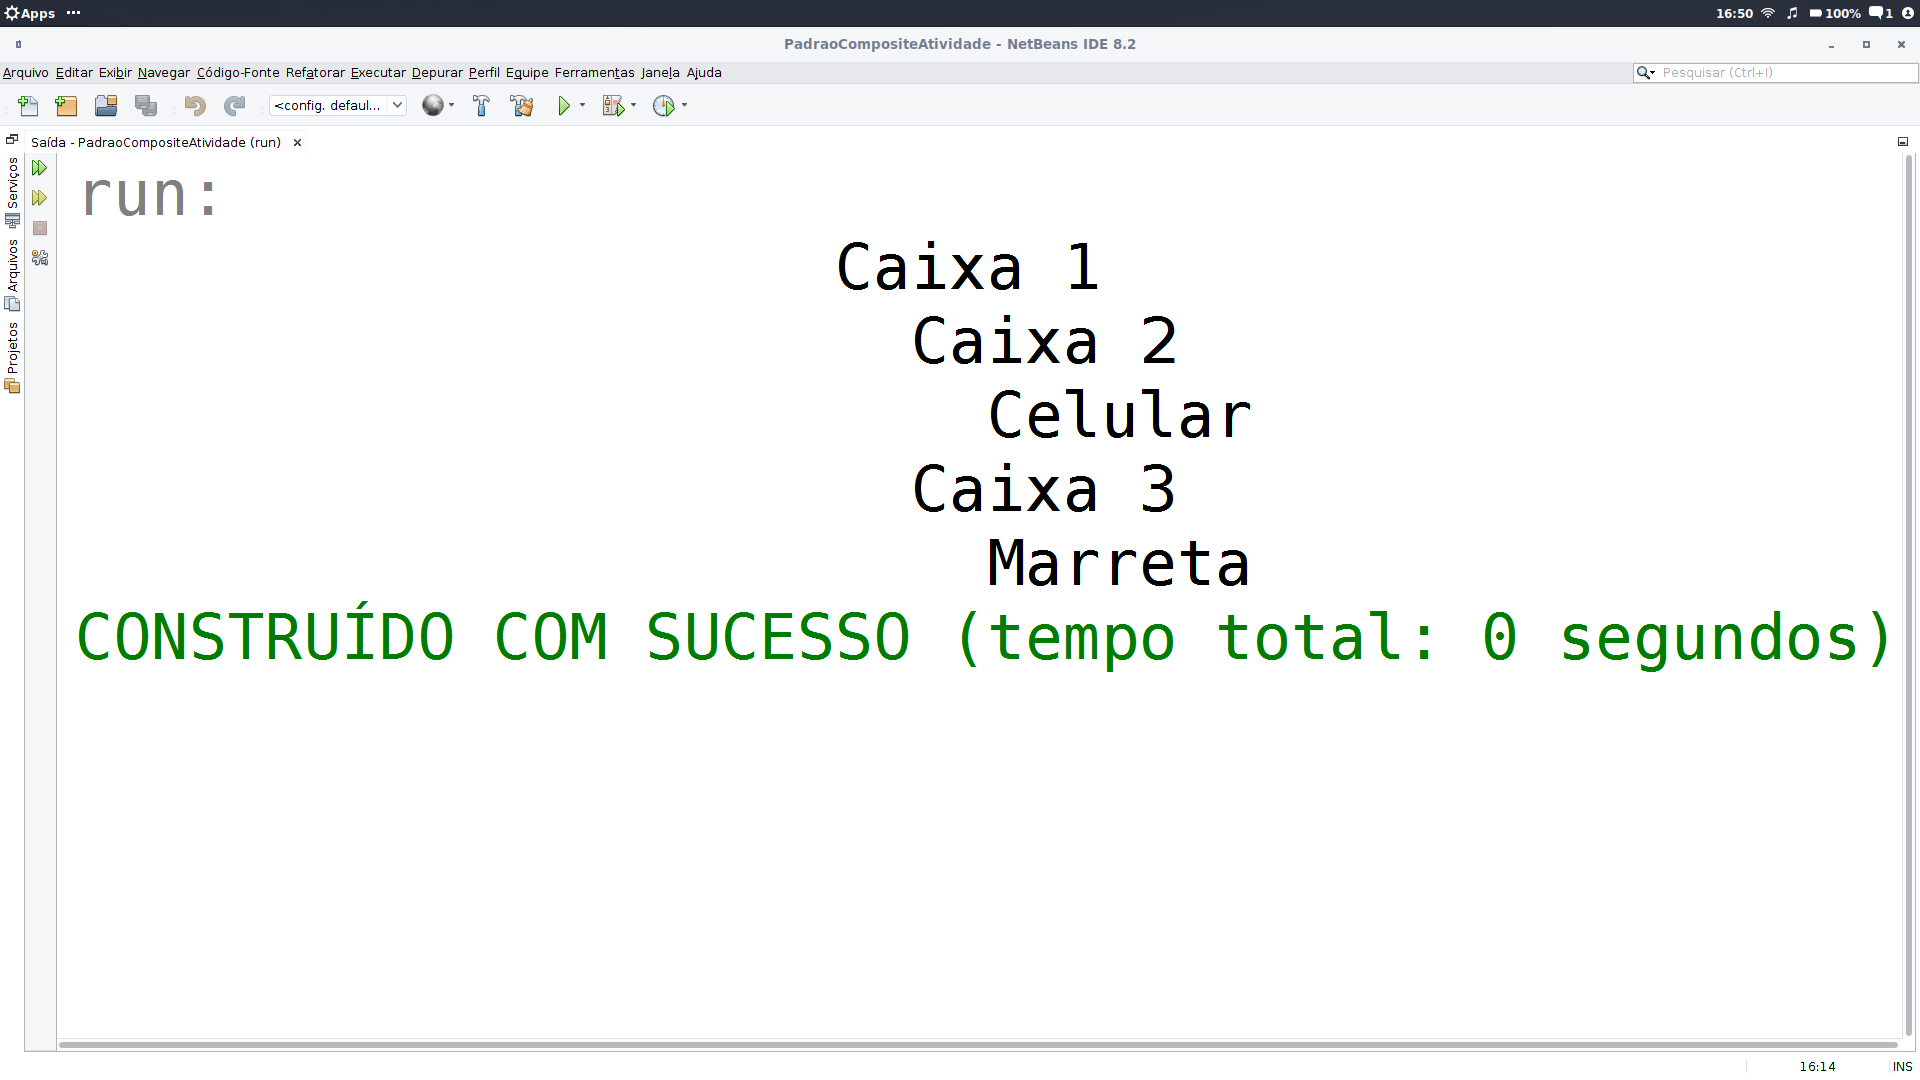 Apps ••• 16:50 100% 1
PadraoCompositeAtividade - NetBeans IDE 8.2
Arquivo Editar Exibir Navegar Código-Fonte Refatorar Executar Depurar Perfil Equipe Ferramentas Janela Ajuda Pesquisar (Ctrl+I)
<config. defaul...
Saída - PadraoCompositeAtividade (run)
Serviços
Arquivos
Projetos
run:
Caixa 1
Caixa 2
Celular
Caixa 3
Marreta
CONSTRUÍDO COM SUCESSO (tempo total: 0 segundos)
16:14 INS